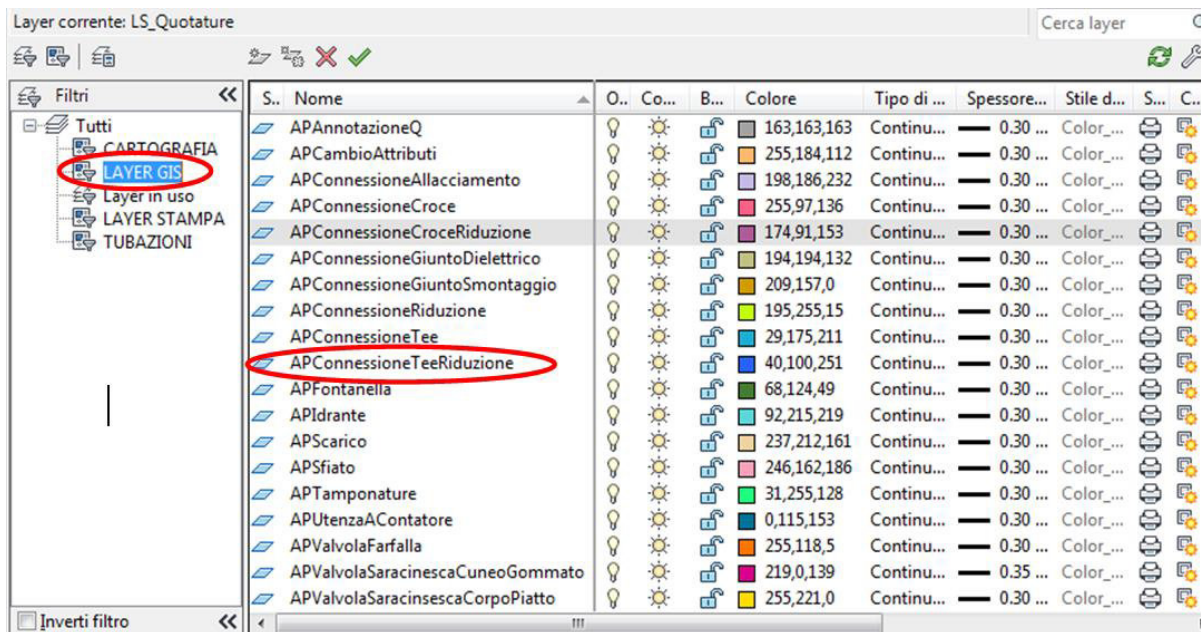 Layer corrente: LS_Quotature
Cerca layer
Filtri
Tutti
CARTOGRAFIA
LAYER GIS
Layer in uso
LAYER STAMPA
TUBAZIONI
Inverti filtro
S.. Nome O.. Co... B... Colore Tipo di ... Spessore... Stile d... S... C..
APAnnotazioneQ 163,163,163 Continu... 0.30 ... Color_...
APCambioAttributi 255,184,112 Continu... 0.30 ... Color_...
APConnessioneAllacciamento 198,186,232 Continu... 0.30 ... Color_...
APConnessioneCroce 255,97,136 Continu... 0.30 ... Color_...
APConnessioneCroceRiduzione 174,91,153 Continu... 0.30 ... Color_...
APConnessioneGiuntoDielettrico 194,194,132 Continu... 0.30 ... Color_...
APConnessioneGiuntoSmontaggio 209,157,0 Continu... 0.30 ... Color_...
APConnessioneRiduzione 195,255,15 Continu... 0.30 ... Color_...
APConnessioneTee 29,175,211 Continu... 0.30 ... Color_...
APConnessioneTeeRiduzione 40,100,251 Continu... 0.30 ... Color_...
APFontanella 68,124,49 Continu... 0.30 ... Color_...
APIdrante 92,215,219 Continu... 0.30 ... Color_...
APScarico 237,212,161 Continu... 0.30 ... Color_...
APSfiato 246,162,186 Continu... 0.30 ... Color_...
APTamponature 31,255,128 Continu... 0.30 ... Color_...
APUtenzaAContatore 0,115,153 Continu... 0.30 ... Color_...
APValvolaFarfalla 255,118,5 Continu... 0.30 ... Color_...
APValvolaSaracinescaCuneoGommato 219,0,139 Continu... 0.35 ... Color_...
APValvolaSaracinsescaCorpoPiatto 255,221,0 Continu... 0.30 ... Color_...